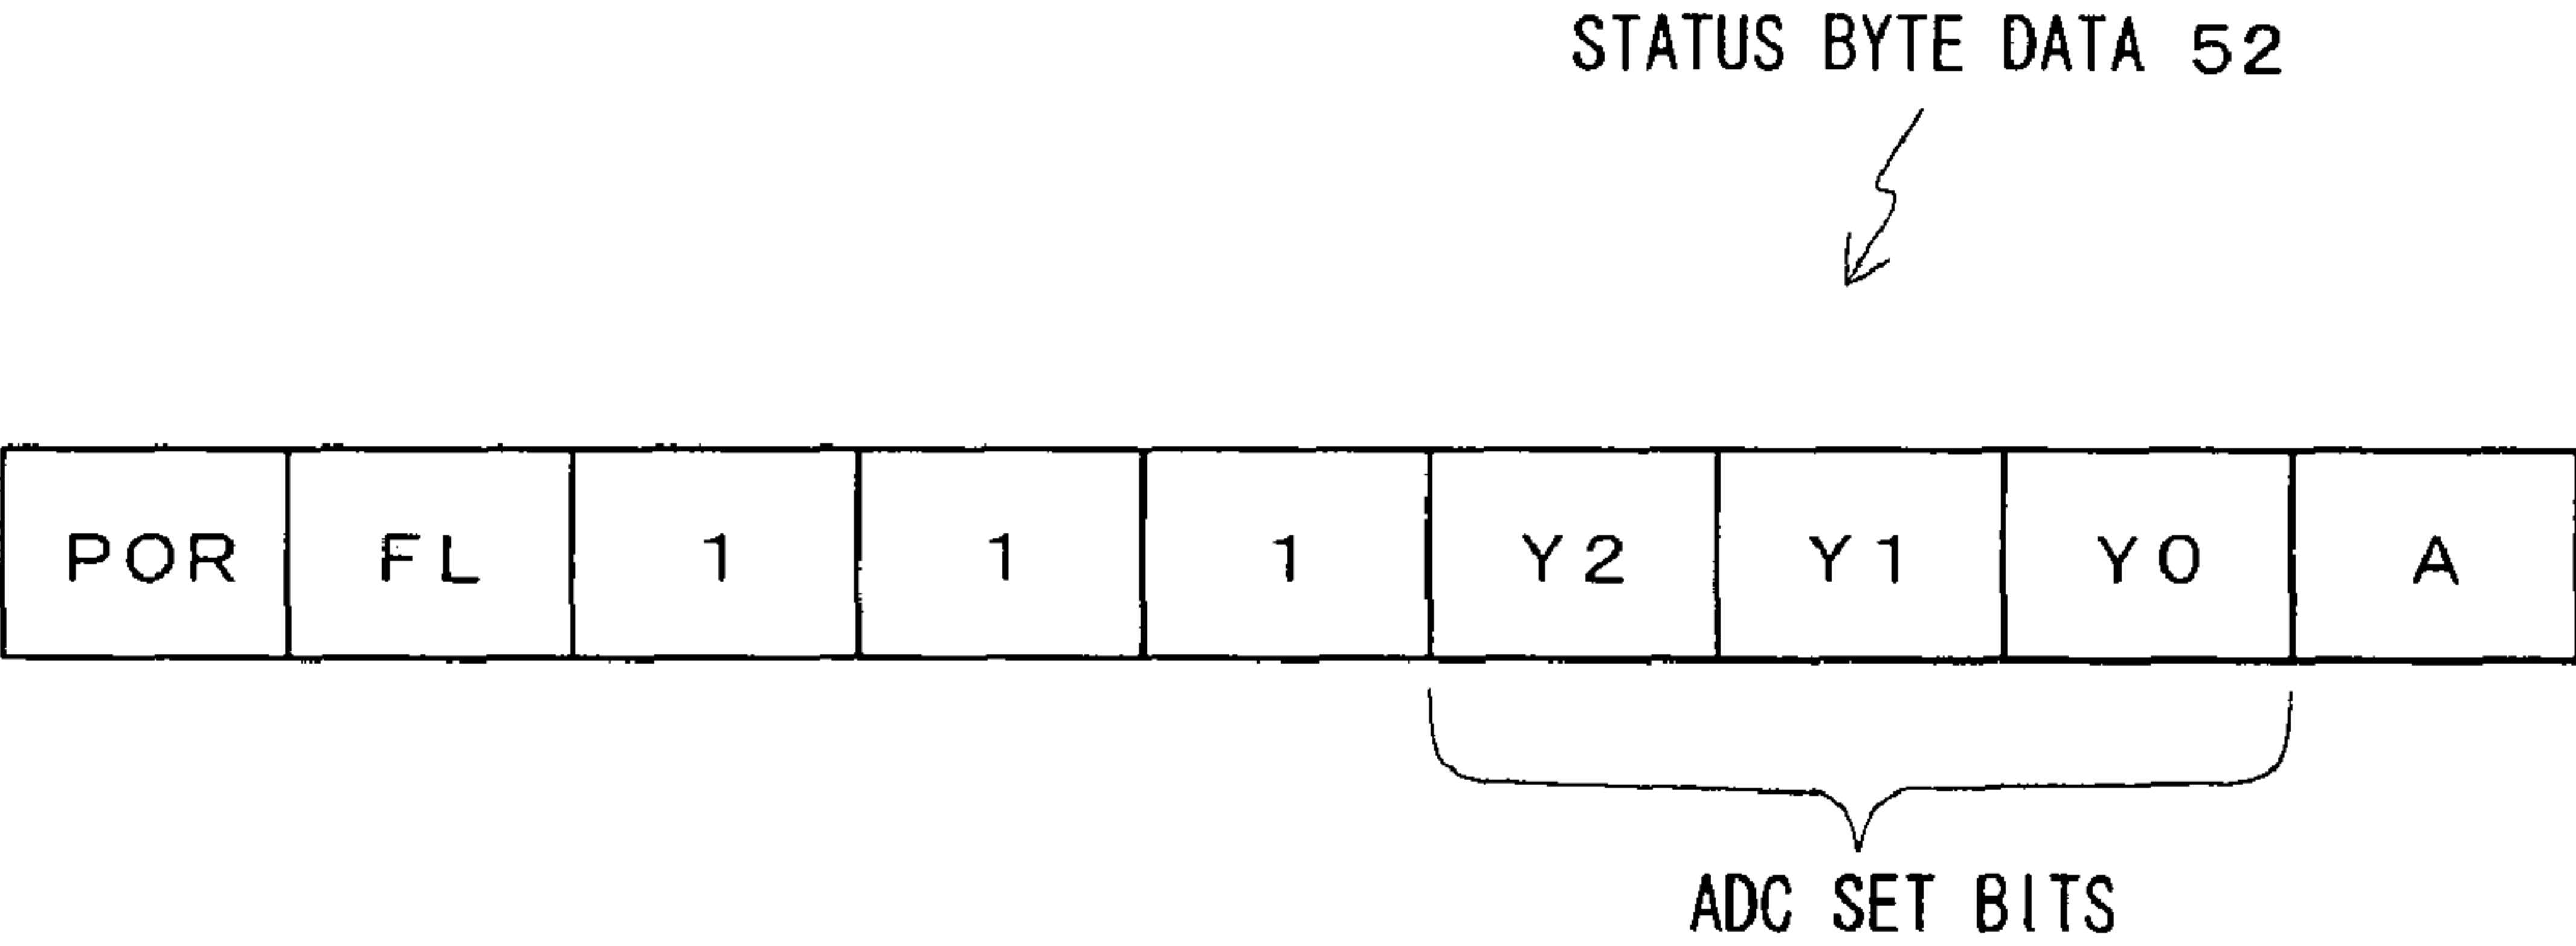 STATUS BYTE DATA 52
POR FL 1 1 1 Y2 Y1 Y0 A
ADC SET BITS